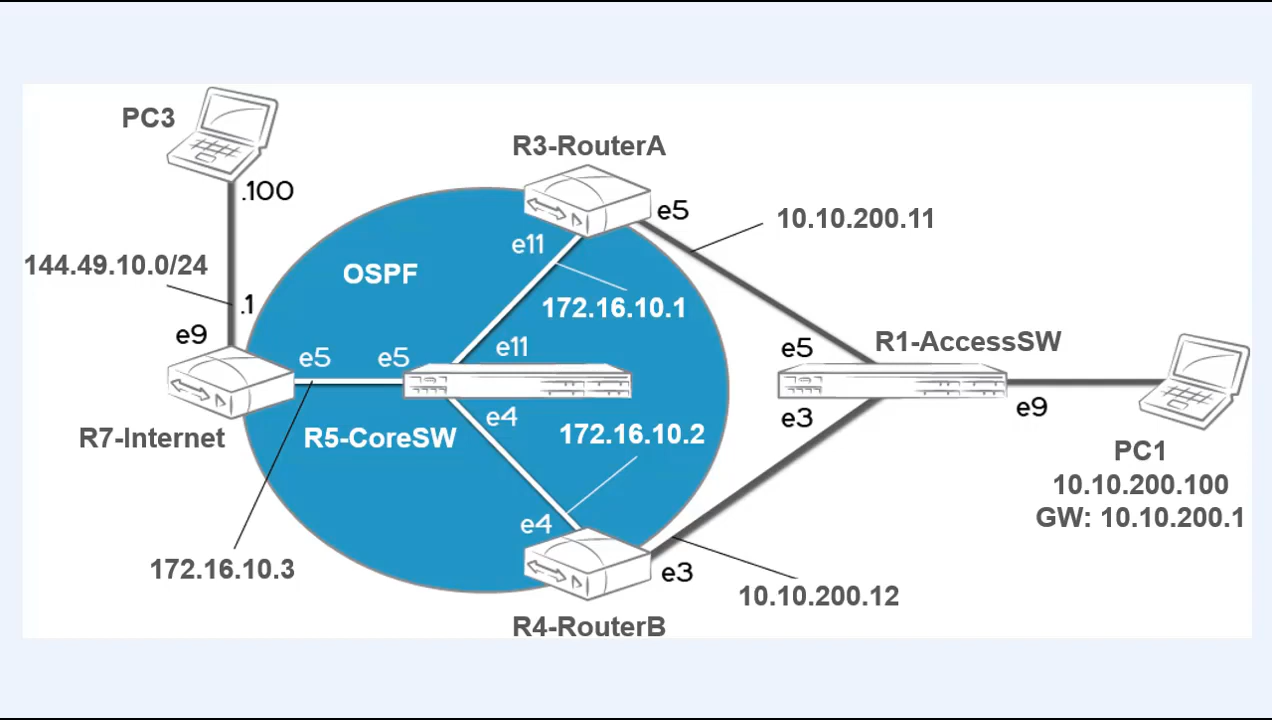 PC3
R3-RouterA
.100
e5
10.10.200.11
e11
144.49.10.0/24
OSPF
.1
172.16.10.1
e9
e11
R1-AccessSW
e5
e5
e5
e9
e3
e4
172.16.10.2
R7-Internet
R5-CoreSW
PC1
10.10.200.100
GW: 10.10.200.1
e4
172.16.10.3
e3
10.10.200.12
R4-RouterB